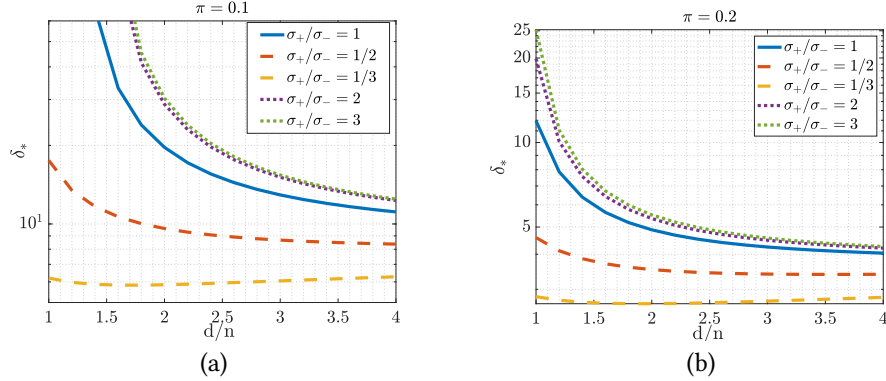 π = 0.1
σ₊/σ₋ = 1
σ₊/σ₋ = 1/2
σ₊/σ₋ = 1/3
σ₊/σ₋ = 2
σ₊/σ₋ = 3
δ*
10¹
1 1.5 2 2.5 3 3.5 4
d/n
(a)
π = 0.2
25
20
15
10
5
σ₊/σ₋ = 1
σ₊/σ₋ = 1/2
σ₊/σ₋ = 1/3
σ₊/σ₋ = 2
σ₊/σ₋ = 3
δ*
1 1.5 2 2.5 3 3.5 4
d/n
(b)